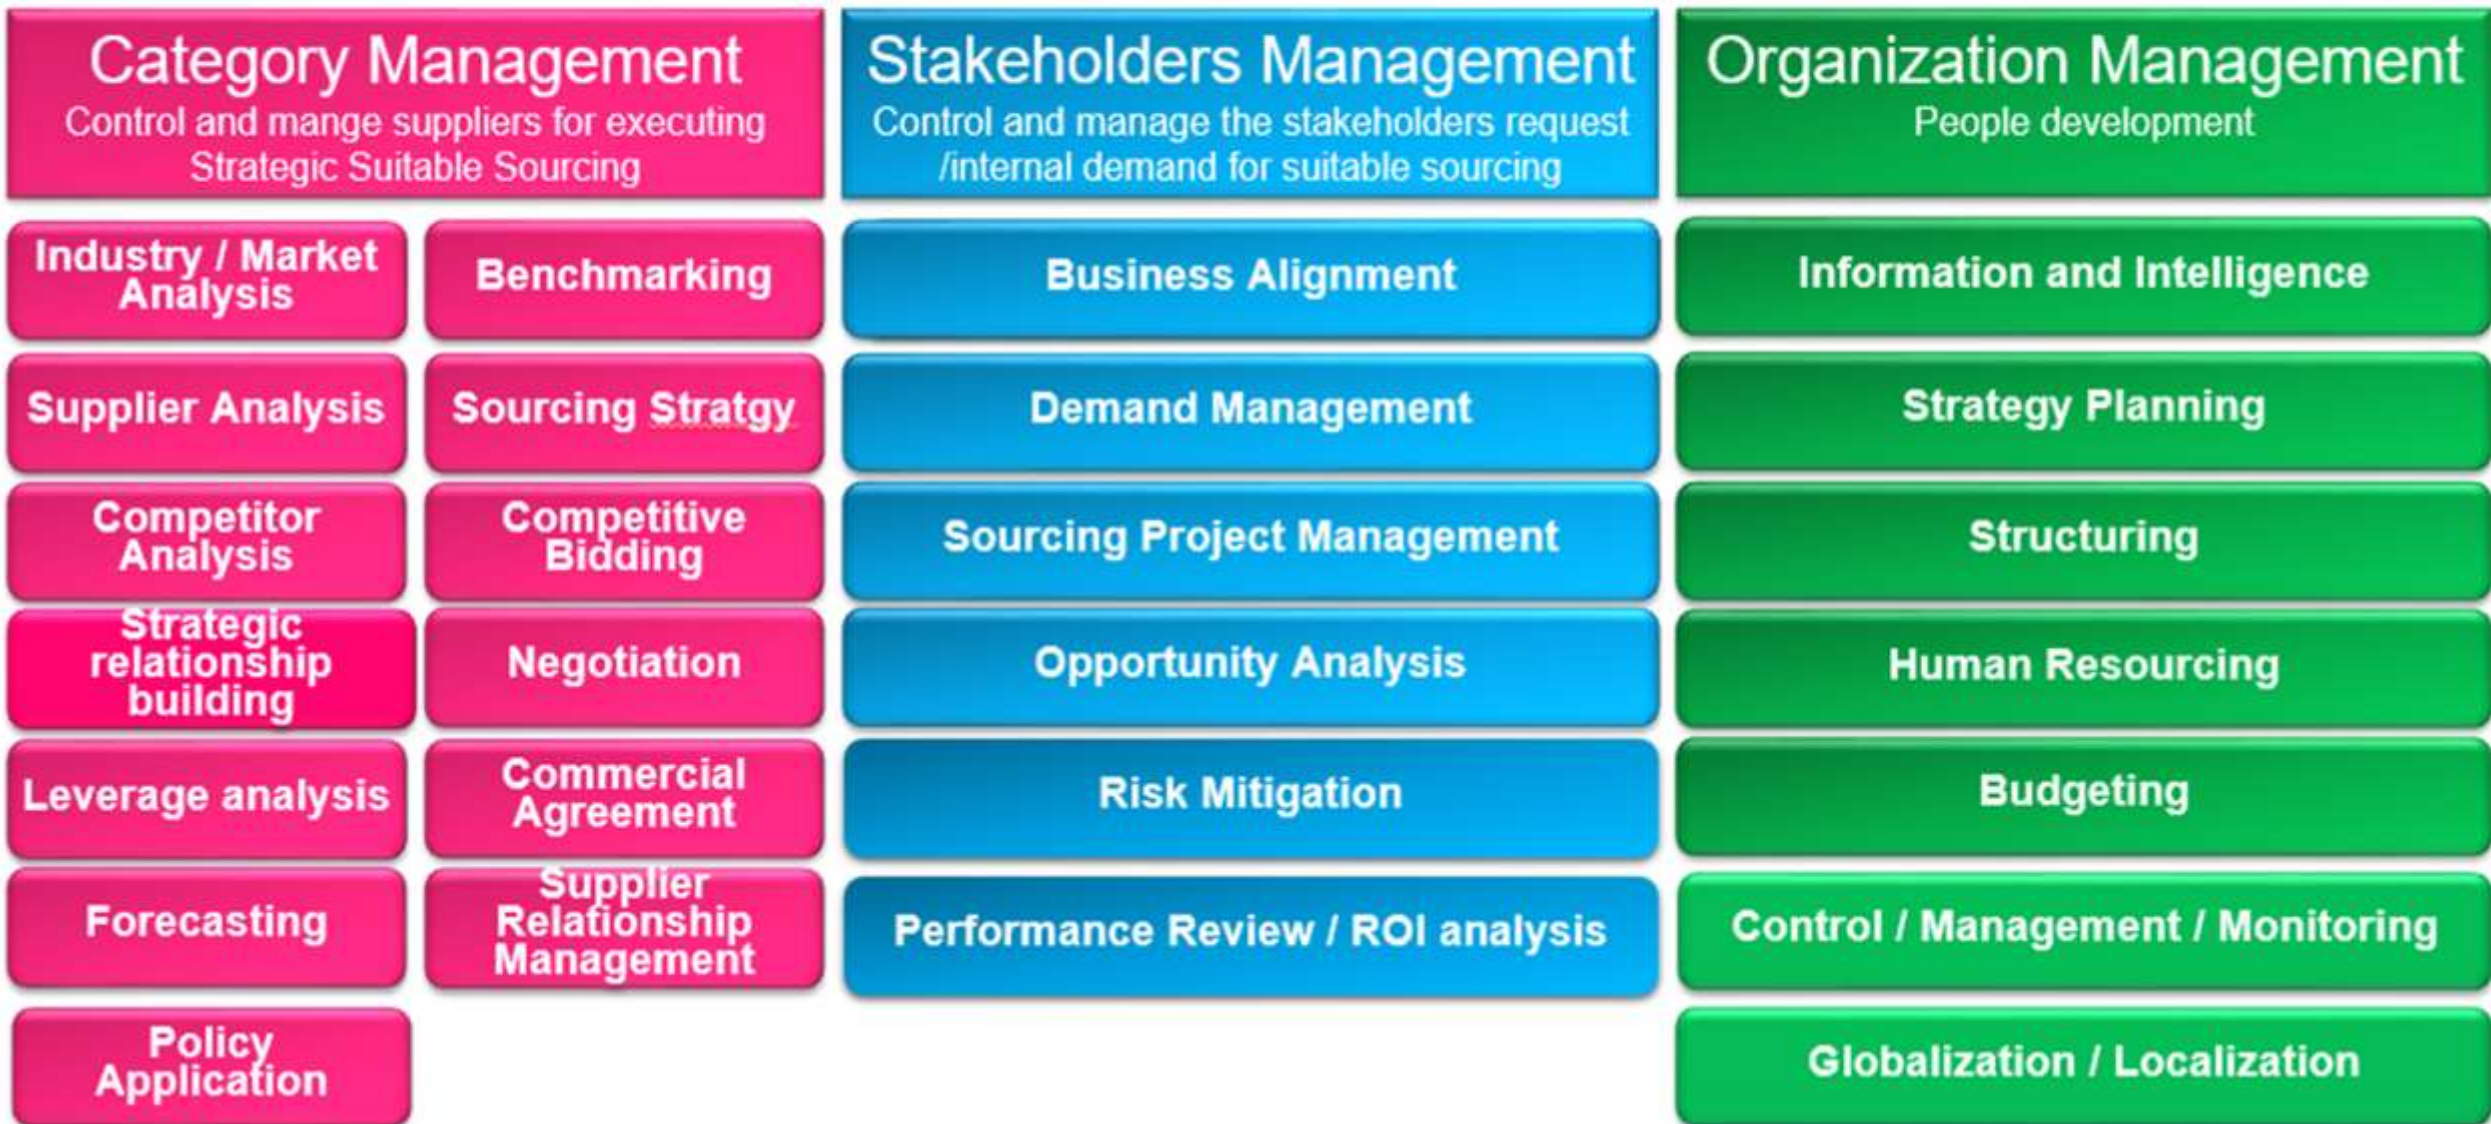 Category Management
Control and mange suppliers for executing
Strategic Suitable Sourcing
Industry / Market
Analysis
Benchmarking
Supplier Analysis
Sourcing Stratgy
Competitor
Analysis
Competitive
Bidding
Strategic
relationship
building
Negotiation
Leverage analysis
Commercial
Agreement
Forecasting
Supplier
Relationship
Management
Policy
Application
Stakeholders Management
Control and manage the stakeholders request
/internal demand for suitable sourcing
Business Alignment
Demand Management
Sourcing Project Management
Opportunity Analysis
Risk Mitigation
Performance Review / ROI analysis
Organization Management
People development
Information and Intelligence
Strategy Planning
Structuring
Human Resourcing
Budgeting
Control / Management / Monitoring
Globalization / Localization